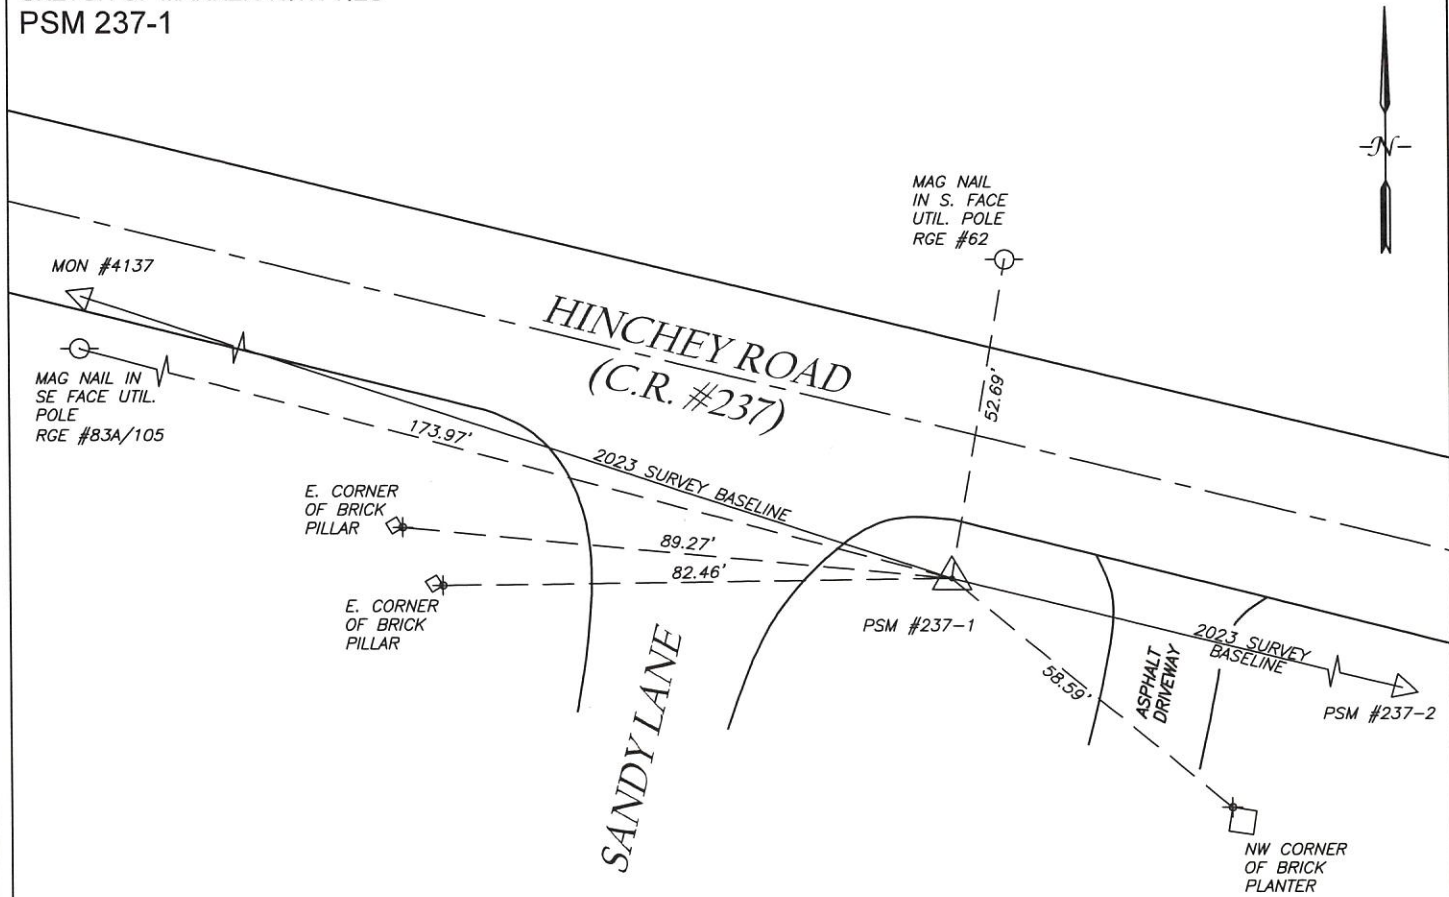 PSM 237-1
-N-
MAG NAIL
IN S. FACE
UTIL. POLE
RGE #62
MON #4137
HINCHEY ROAD
(C.R. #237)
52.69'
MAG NAIL IN
SE FACE UTIL.
POLE
RGE #83A/105
173.97'
2023 SURVEY BASELINE
E. CORNER
OF BRICK
PILLAR
89.27'
82.46'
E. CORNER
OF BRICK
PILLAR
PSM #237-1
2023 SURVEY
BASELINE
58.59'
ASPHALT
DRIVEWAY
PSM #237-2
SANDY LANE
NW CORNER
OF BRICK
PLANTER